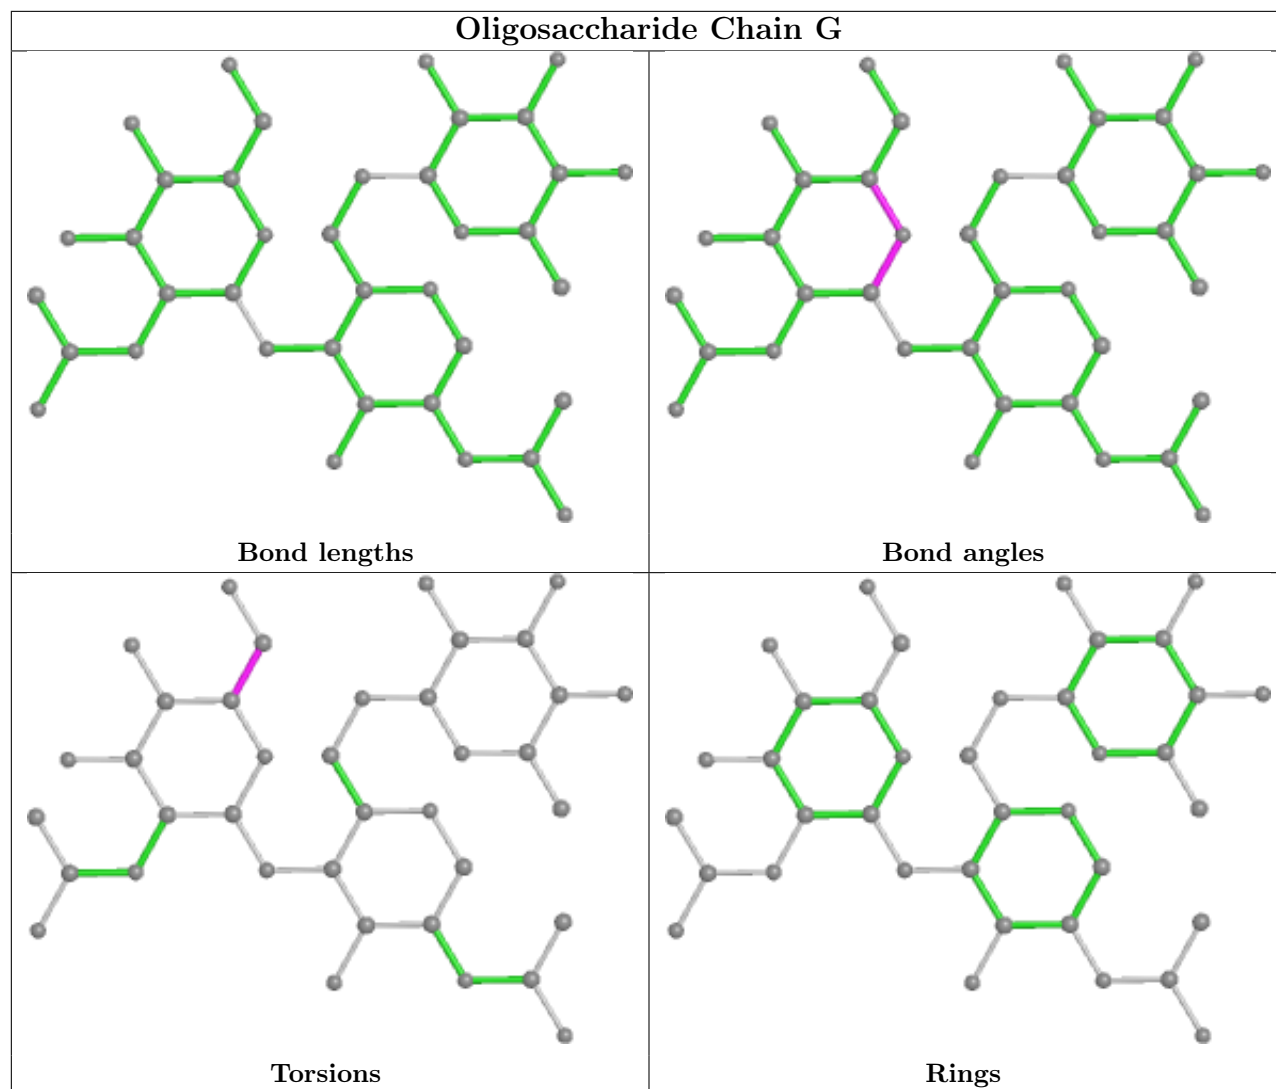 Oligosaccharide Chain G
Bond lengths
Bond angles
Torsions
Rings